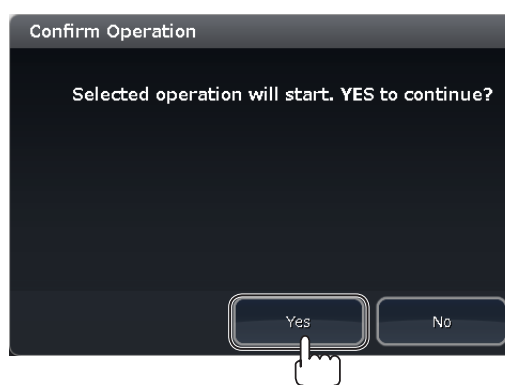 Confirm Operation
Selected operation will start. YES to continue?
Yes No